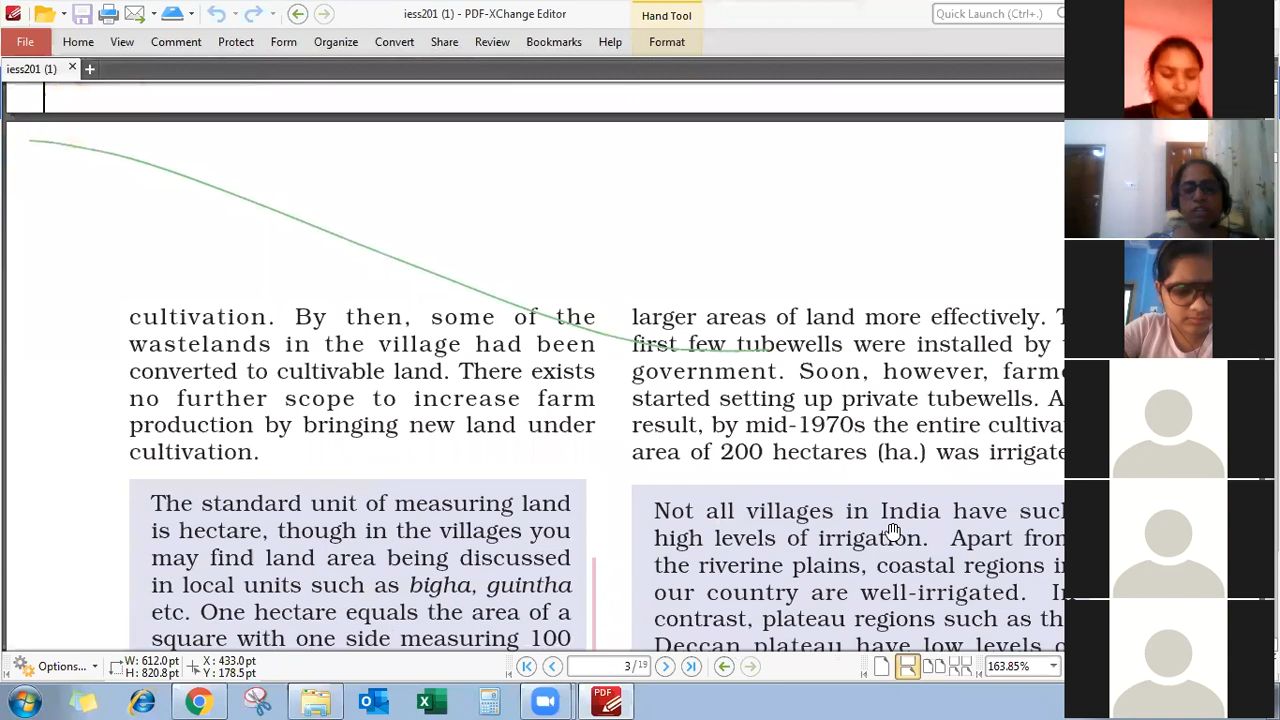 iess201 (1) - PDF-XChange Editor
Hand Tool
Quick Launch (Ctrl+.)
File Home View Comment Protect Form Organize Convert Share Review Bookmarks Help Format
iess201 (1)
cultivation. By then, some of the
wastelands in the village had been
converted to cultivable land. There exists
no further scope to increase farm
production by bringing new land under
cultivation.
The standard unit of measuring land
is hectare, though in the villages you
may find land area being discussed
in local units such as bigha, guintha
etc. One hectare equals the area of a
square with one side measuring 100
larger areas of land more effectively.
first few tubewells were installed by
government. Soon, however,
started setting up private tubewells.
result, by mid-1970s the entire
area of 200 hectares (ha.) was
Not all villages in India have
high levels of irrigation. Apart
the riverine plains, coastal regions
our country are well-irrigated.
contrast, plateau regions such as
Deccan plateau have low levels
Options...
W: 612.0pt
H: 820.8pt
X: 433.0pt
Y: 178.5pt
3 / 19
163.85%
PDF